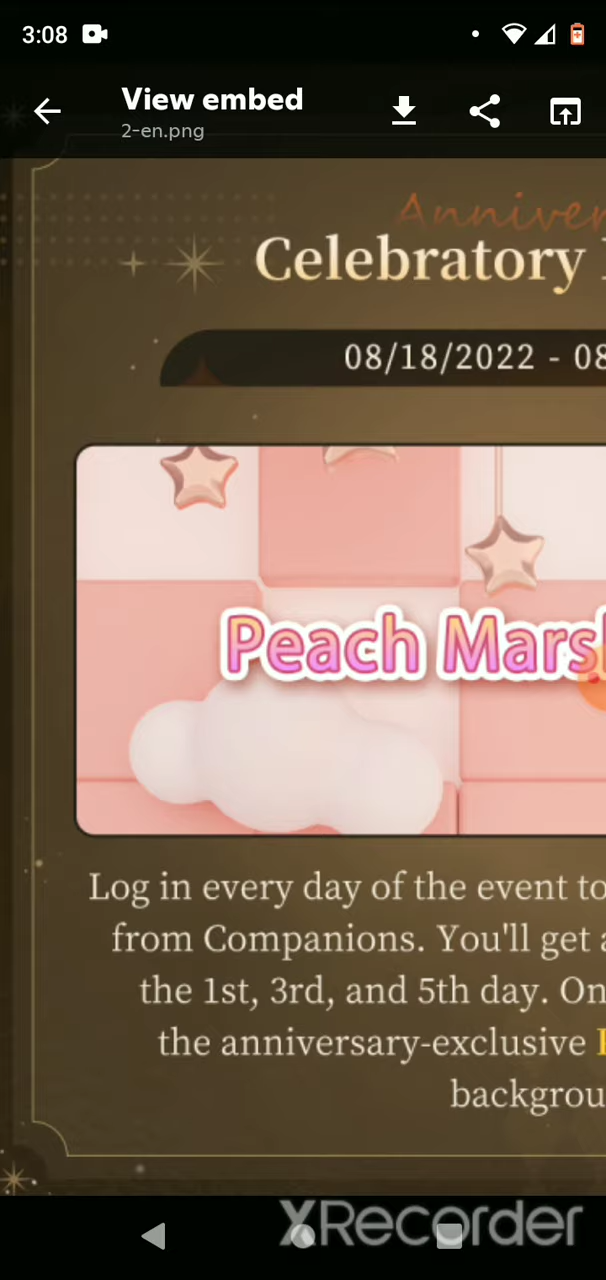 3:08
View embed
2-en.png
Anniver
Celebratory
08/18/2022 - 08
Peach Mars
Log in every day of the event to
from Companions. You'll get a
the 1st, 3rd, and 5th day. On
the anniversary-exclusive
backgrou
XRecorder